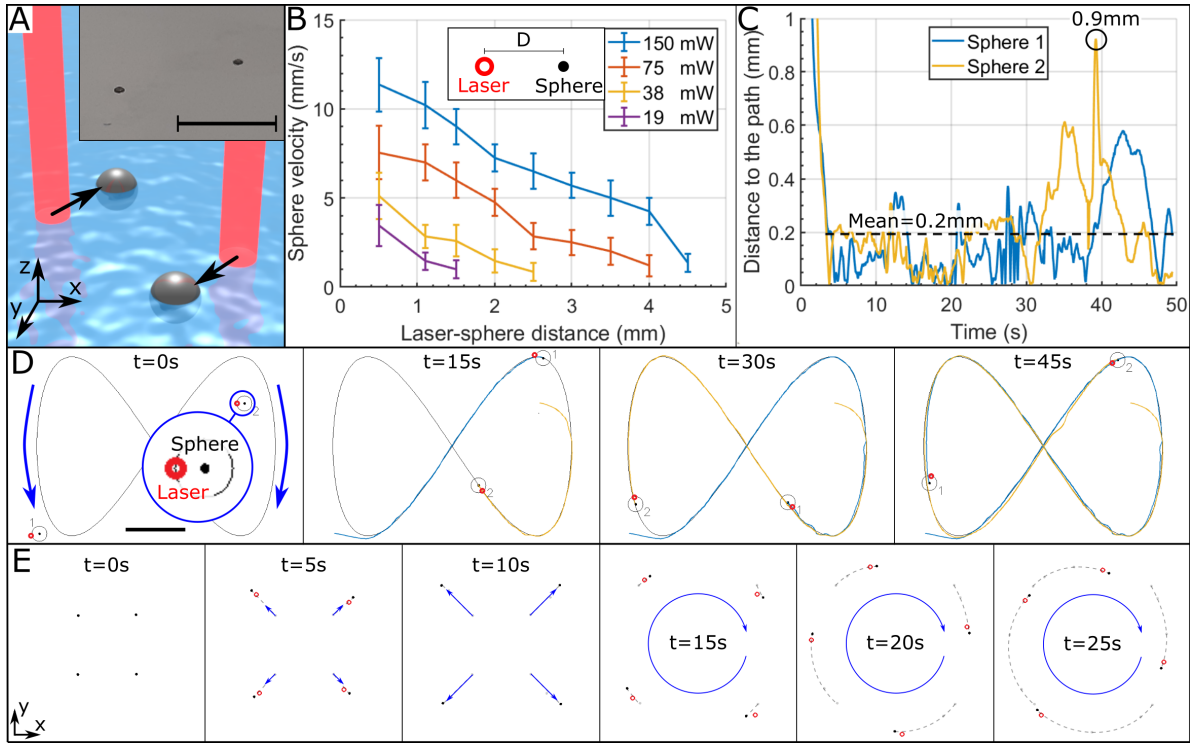 A
z
x
y
B
Sphere velocity (mm/s)
15
10
5
0
0
1
2
3
4
5
Laser-sphere distance (mm)
D
Laser
Sphere
150 mW
75 mW
38 mW
19 mW
C
0.9mm
Distance to the path (mm)
1
0.8
0.6
0.4
0.2
0
0
10
20
30
40
50
Time (s)
Sphere 1
Sphere 2
Mean=0.2mm
D
t=0s
2
Sphere
Laser
1
t=15s
1
2
t=30s
2
1
t=45s
2
1
E
t=0s
y
x
t=5s
t=10s
t=15s
t=20s
t=25s